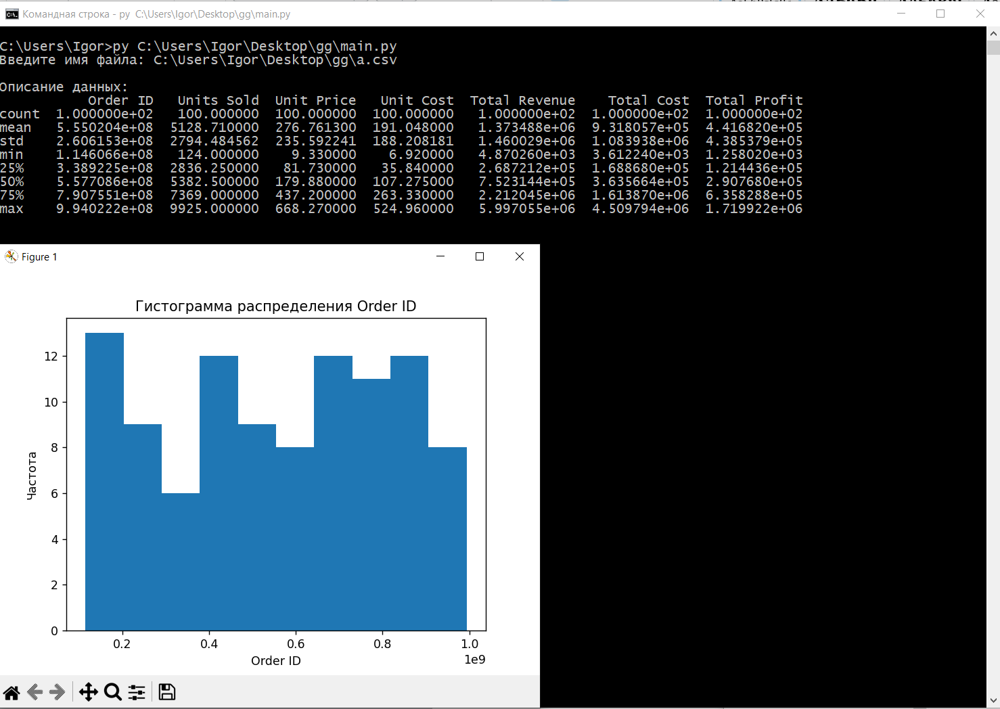 Командная строка - py  C:\Users\Igor\Desktop\gg\main.py
C:\Users\Igor>py C:\Users\Igor\Desktop\gg\main.py
Введите имя файла: C:\Users\Igor\Desktop\gg\a.csv
Описание данных:
Order ID   Units Sold  Unit Price   Unit Cost  Total Revenue    Total Cost  Total Profit
count  1.000000e+02   100.000000  100.000000  100.000000   1.000000e+02  1.000000e+02  1.000000e+02
mean   5.550204e+08  5128.710000  276.761300  191.048000   1.373488e+06  9.318057e+05  4.416820e+05
std    2.606153e+08  2794.484562  235.592241  188.208181   1.460029e+06  1.083938e+06  4.385379e+05
min    1.146066e+08   124.000000    9.330000    6.920000   4.870260e+03  3.612240e+03  1.258020e+03
25%    3.389225e+08  2836.250000   81.730000   35.840000   2.687212e+05  1.688680e+05  1.214436e+05
50%    5.577086e+08  5382.500000  179.880000  107.275000   7.523144e+05  3.635664e+05  2.907680e+05
75%    7.907551e+08  7369.000000  437.200000  263.330000   2.212045e+06  1.613870e+06  6.358288e+05
max    9.940222e+08  9925.000000  668.270000  524.960000   5.997055e+06  4.509794e+06  1.719922e+06
Figure 1
Гистограмма распределения Order ID
12
10
8
6
4
2
0
Частота
0.2 0.4 0.6 0.8 1.0
1e9
Order ID